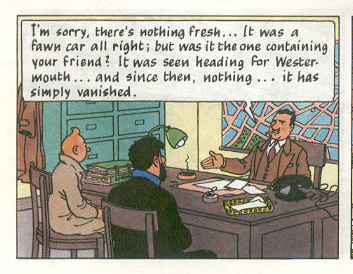 I'm sorry, there's nothing fresh... It was a
fawn car all right; but was it the one containing
your friend? It was seen heading for Wester-
mouth... and since then, nothing... it has
simply vanished.